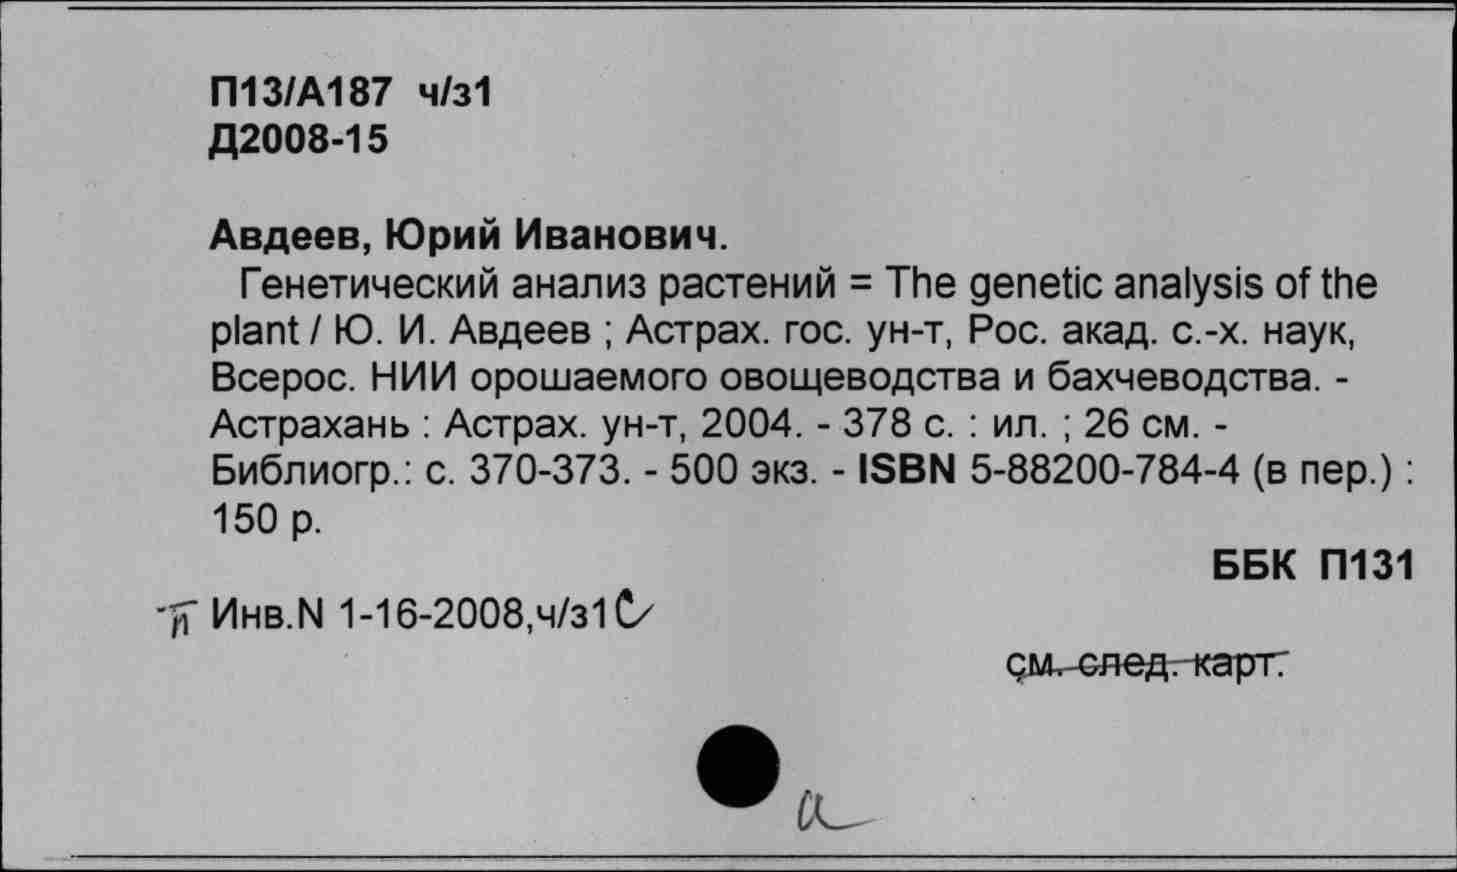 П13/А187 ч/з1
Д2008-15
Авдеев, Юрий Иванович.
Генетический анализ растений = The genetic analysis of the
plant / Ю. И. Авдеев ; Астрах. гос. ун-т, Рос. акад. с.-х. наук,
Всерос. НИИ орошаемого овощеводства и бахчеводства. -
Астрахань : Астрах. ун-т, 2004. - 378 с. : ил. ; 26 см. -
Библиогр.: с. 370-373. - 500 экз. - ISBN 5-88200-784-4 (в пер.) :
150 р.
ББК П131
Инв.N 1-16-2008,ч/з1
см. след. карт.